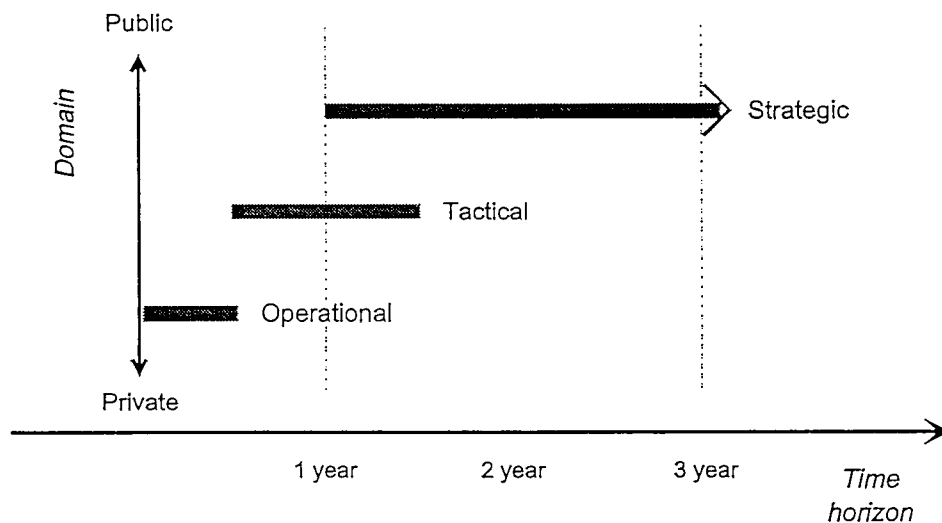 Public
Domain
Strategic
Tactical
Operational
Private
1 year
2 year
3 year
Time
horizon